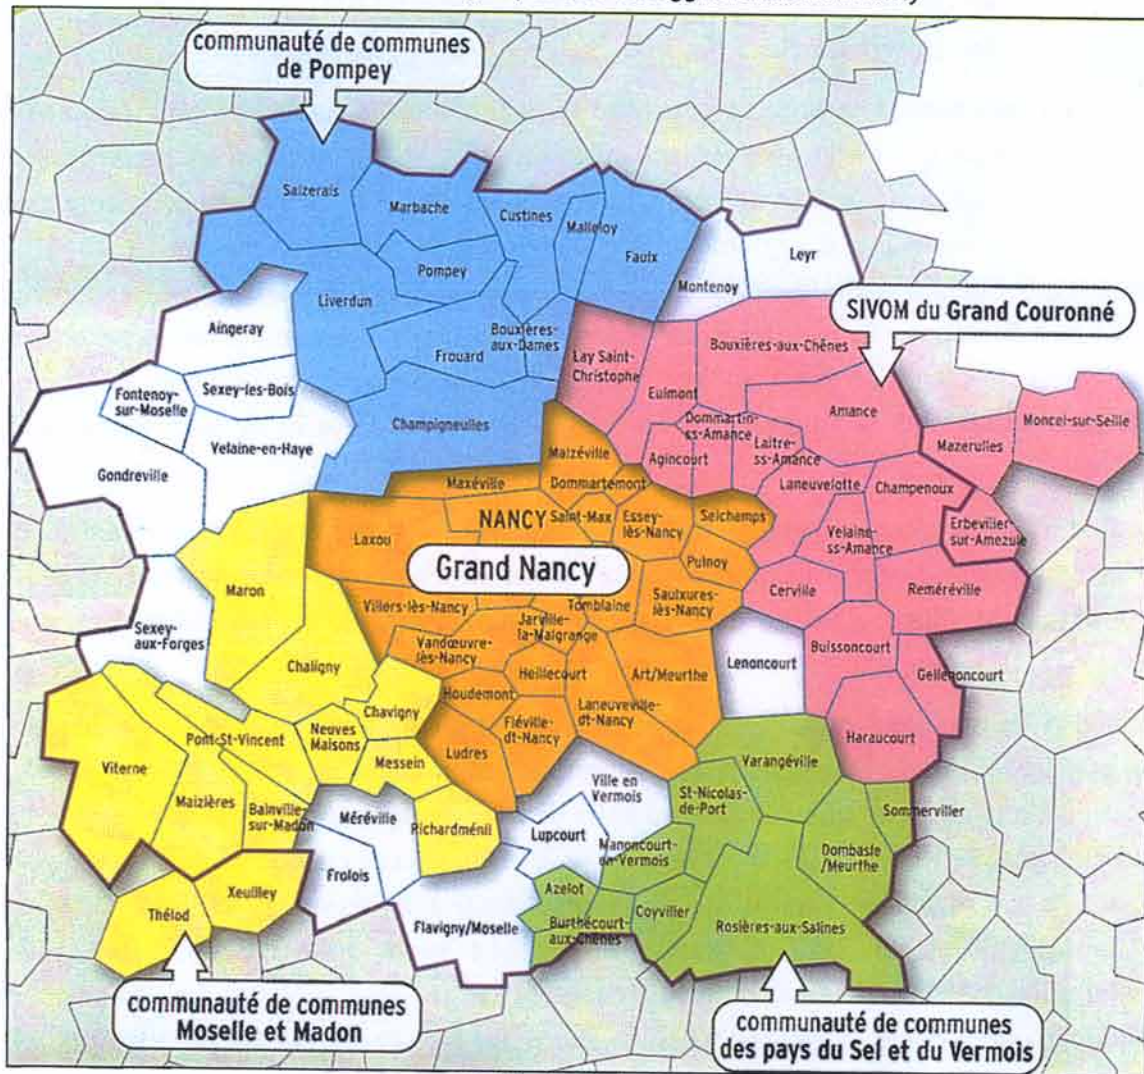 communauté de communes
de Pompey
Saizerais
Marbache
Custines
Malleloy
Faulx
Pompey
Liverdun
Frouard
Bouxières-
aux-Dames
Champigneulles
Montenoy
Leyr
SIVOM du Grand Couronné
Aingeray
Fontenoy-
sur-Moselle
Sexey-les-Bois
Velaine-en-Haye
Gondreville
Lay Saint-
Christophe
Bouxières-aux-Chênes
Eulmont
Amance
Dommartin-
ss-Amance
Laître-
ss-Amance
Agincourt
Mazerulles
Moncel-sur-Seille
Laneuvelotte
Champenoux
Velaine-
ss-Amance
Erbeviller-
sur-Amezule
Cerville
Reméréville
Buissoncourt
Gellenoncourt
Haraucourt
Lenoncourt
Malzéville
Maxéville
Dommartemont
NANCY
Saint-Max
Essey-
lès-Nancy
Seichamps
Laxou
Pulnoy
Grand Nancy
Villers-lès-Nancy
Tomblaine
Saulxures-
lès-Nancy
Jarville-
la-Malgrange
Vandœuvre-
lès-Nancy
Heillecourt
Art/Meurthe
Houdemont
Fléville-
dt-Nancy
Laneuveville-
dt-Nancy
Ludres
Maron
Sexey-
aux-Forges
Chaligny
Chavigny
Neuves
Maisons
Pont-St-Vincent
Messein
Viterne
Maizières
Bainville-
sur-Madon
Méréville
Richardménil
Frolois
Xeuilley
Thélod
Ville en
Vermois
Lupcourt
Flavigny/Moselle
Varangéville
St-Nicolas-
de-Port
Sommerviller
Manoncourt-
en-Vermois
Dombasle
/Meurthe
Azelot
Burthécourt-
aux-Chênes
Coyviller
Rosières-aux-Salines
communauté de communes
Moselle et Madon
communauté de communes
des pays du Sel et du Vermois